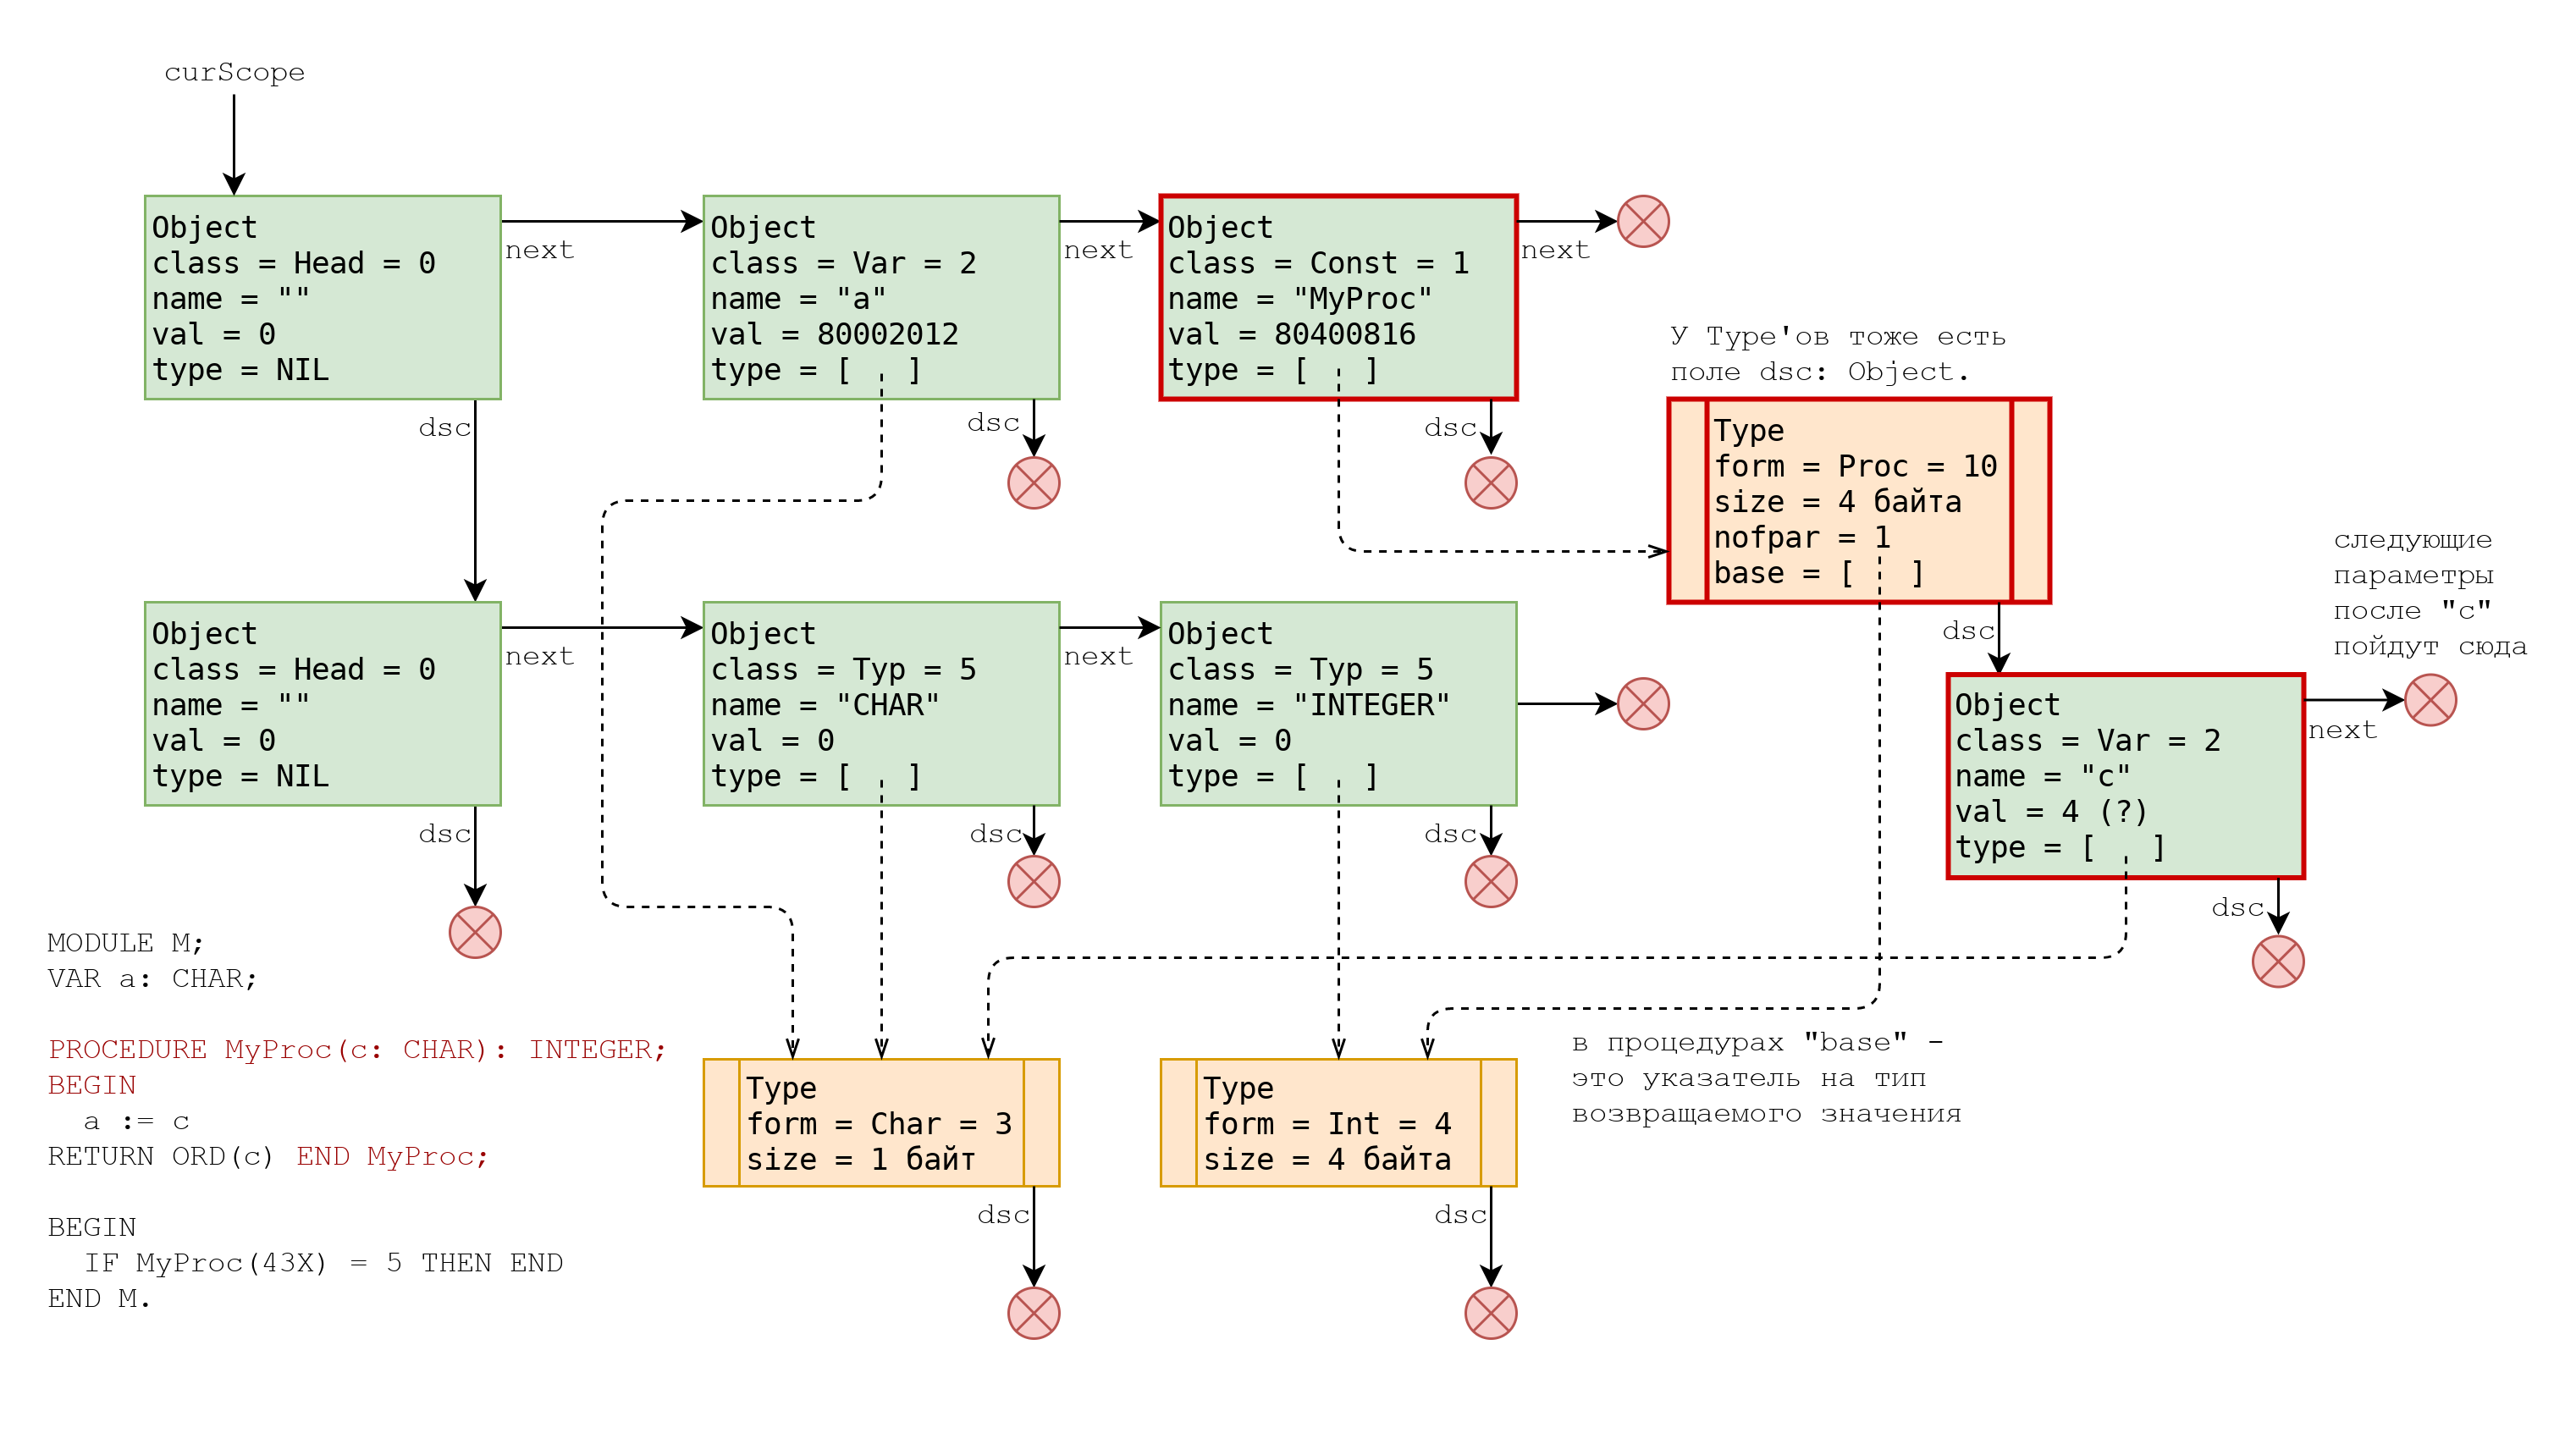 curScope
Object
class = Head = 0
name = ""
val = 0
type = NIL
next
dsc
Object
class = Var = 2
name = "a"
val = 80002012
type = [   ]
next
dsc
Object
class = Const = 1
name = "MyProc"
val = 80400816
type = [   ]
next
dsc
У Type'ов тоже есть
поле dsc: Object.
Type
form = Proc = 10
size = 4 байта
nofpar = 1
base = [   ]
dsc
следующие
параметры
после "c"
пойдут сюда
Object
class = Head = 0
name = ""
val = 0
type = NIL
next
dsc
Object
class = Typ = 5
name = "CHAR"
val = 0
type = [   ]
next
dsc
Object
class = Typ = 5
name = "INTEGER"
val = 0
type = [   ]
dsc
Object
class = Var = 2
name = "c"
val = 4 (?)
type = [   ]
next
dsc
MODULE M;
VAR a: CHAR;
PROCEDURE MyProc(c: CHAR): INTEGER;
BEGIN
  a := c
RETURN ORD(c) END MyProc;
BEGIN
  IF MyProc(43X) = 5 THEN END
END M.
Type
form = Char = 3
size = 1 байт
dsc
Type
form = Int = 4
size = 4 байта
dsc
в процедурах "base" -
это указатель на тип
возвращаемого значения